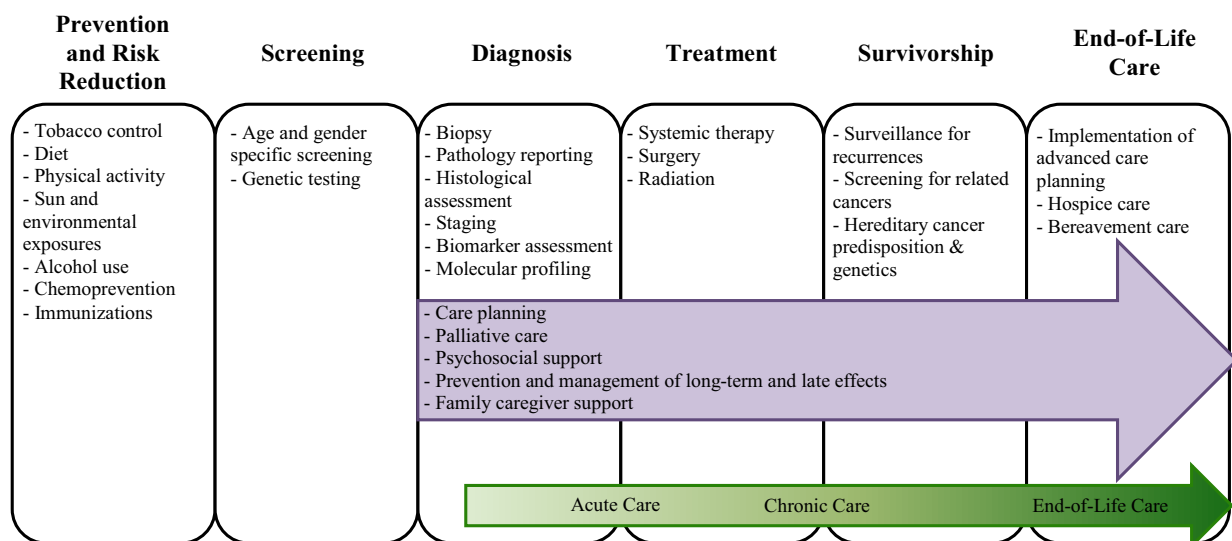 Prevention
and Risk
Reduction
Screening
Diagnosis
Treatment
Survivorship
End-of-Life
Care
- Tobacco control
- Diet
- Physical activity
- Sun and
environmental
exposures
- Alcohol use
- Chemoprevention
- Immunizations
- Age and gender
specific screening
- Genetic testing
- Biopsy
- Pathology reporting
- Histological
assessment
- Staging
- Biomarker assessment
- Molecular profiling
- Systemic therapy
- Surgery
- Radiation
- Surveillance for
recurrences
- Screening for related
cancers
- Hereditary cancer
predisposition &
genetics
- Implementation of
advanced care
planning
- Hospice care
- Bereavement care
- Care planning
- Palliative care
- Psychosocial support
- Prevention and management of long-term and late effects
- Family caregiver support
Acute Care
Chronic Care
End-of-Life Care